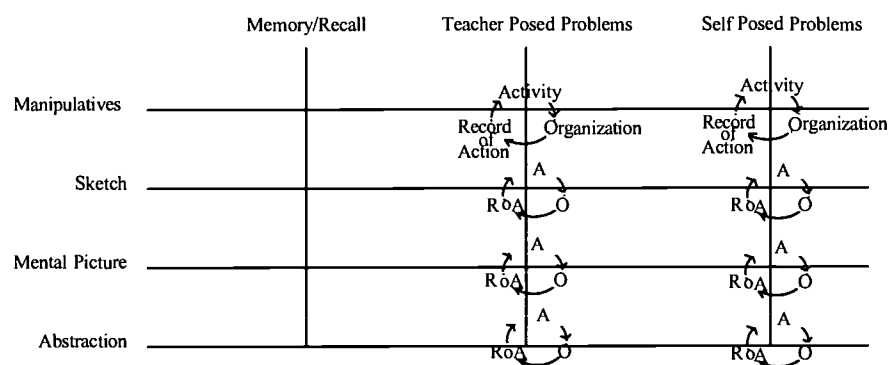 Memory/Recall Teacher Posed Problems Self Posed Problems
Manipulatives Activity Activity
Record of Action Organization Record of Action Organization
Sketch A A
RoA O RoA O
Mental Picture A A
RoA O RoA O
Abstraction A A
RoA O RoA O